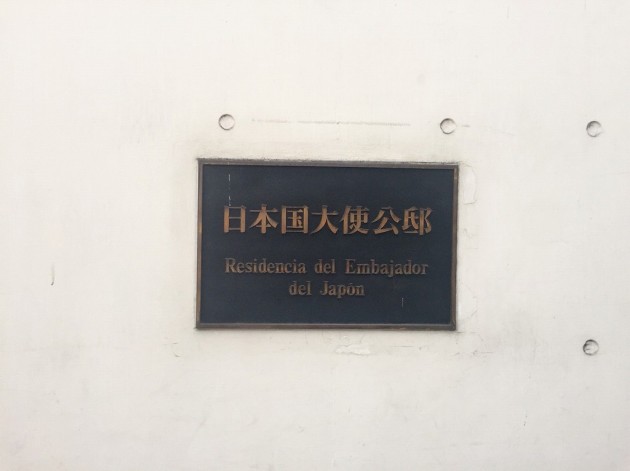 日本国大使公邸
Residencia del Embajador
del Japón